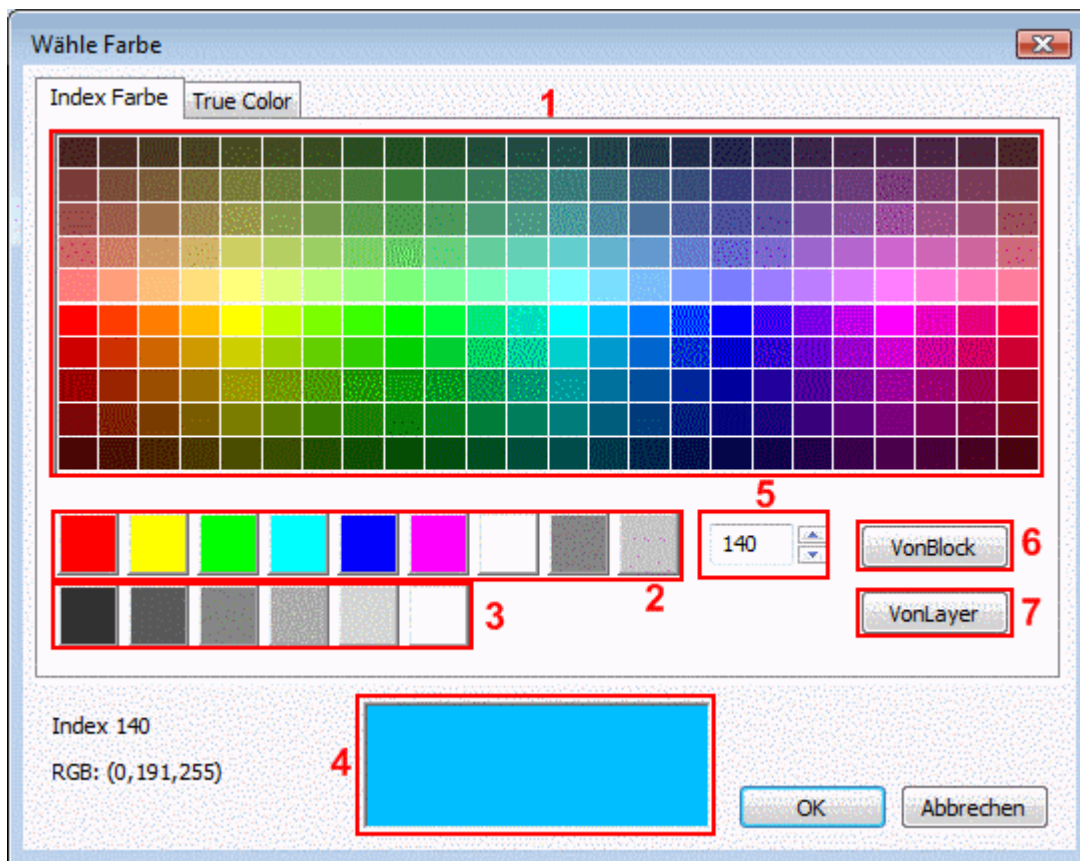 Wähle Farbe
Index Farbe
True Color
1
5
140
VonBlock
6
2
3
VonLayer
7
Index 140
RGB: (0,191,255)
4
OK
Abbrechen